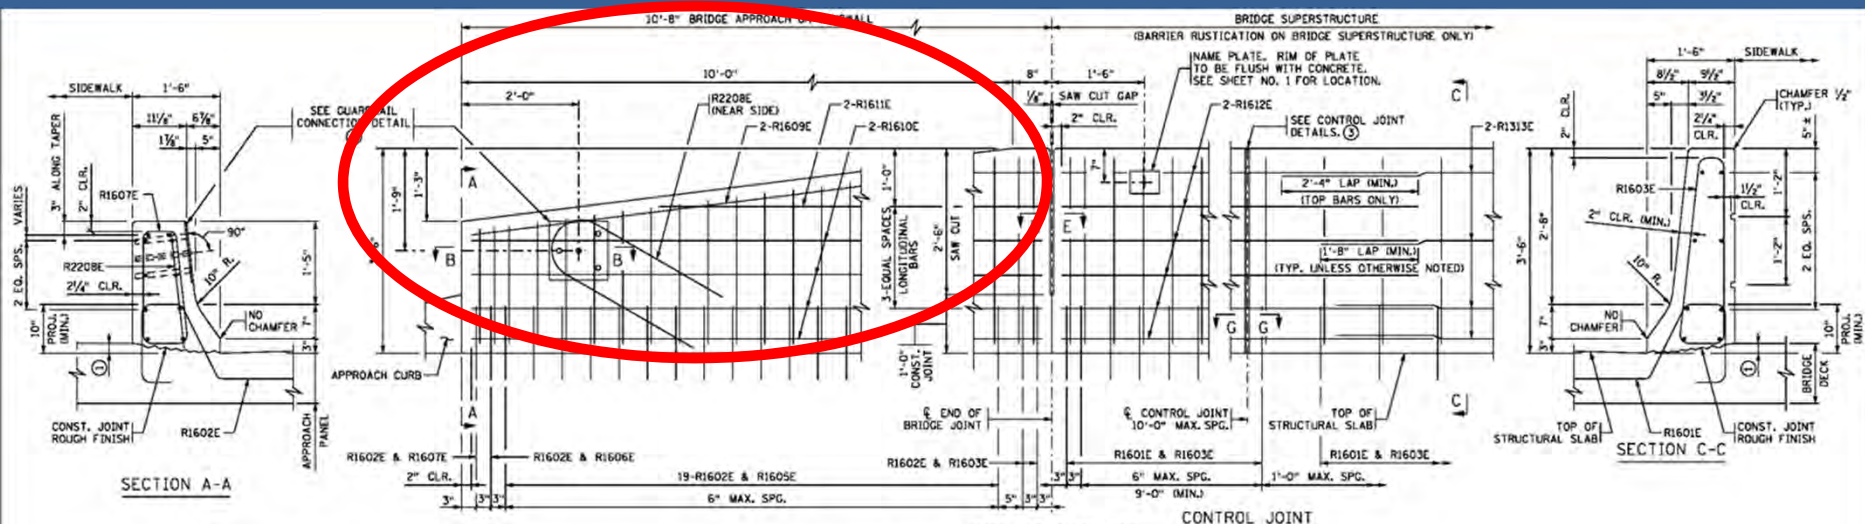 10'-8" BRIDGE APPROACH
BRIDGE SUPERSTRUCTURE
(BARRIER RUSTICATION ON BRIDGE SUPERSTRUCTURE ONLY)
NAME PLATE. RIM OF PLATE
TO BE FLUSH WITH CONCRETE.
SEE SHEET NO. 1 FOR LOCATION.
SIDEWALK
1'-6"
11⅛"
6⅞"
1⅞"
5"
3" ALONG TAPER
2" CLR.
2 EQ. SPS.
VARIES
R1607E
90°
R2208E
10" R.
2¼" CLR.
1'-5"
7"
3"
10"
PROJ.
(MIN.)
NO
CHAMFER
①
CONST. JOINT
ROUGH FINISH
R1602E
APPROACH
PANEL
SECTION A-A
SEE GUARDRAIL
CONNECTION DETAIL
10'-0"
8"
1'-6"
2'-0"
R2208E
(NEAR SIDE)
2-R1611E
2-R1609E
2-R1610E
⅛"
SAW CUT GAP
2" CLR.
2-R1612E
SEE CONTROL JOINT
DETAILS. ③
2-R1313E
C
A
1'-9"
1'-3"
1'-0"
7"
2'-4" LAP (MIN.)
(TOP BARS ONLY)
E
B
B
3-EQUAL SPACES
LONGITUDINAL
BARS
2'-6"
SAW CUT
1'-8" LAP (MIN.)
(TYP. UNLESS OTHERWISE NOTED)
G
G
1'-0"
CONST.
JOINT
APPROACH CURB
A
℄ END OF
BRIDGE JOINT
℄ CONTROL JOINT
10'-0" MAX. SPG.
TOP OF
STRUCTURAL SLAB
C
R1602E & R1607E
R1602E & R1606E
R1602E & R1603E
R1601E & R1603E
R1601E & R1603E
2" CLR.
19-R1602E & R1605E
3"
3"
3"
6" MAX. SPG.
5"
3"
3"
3"
3"
6" MAX. SPG.
1'-0" MAX. SPG.
9'-0" (MIN.)
CONTROL JOINT
1'-6"
SIDEWALK
8½"
9½"
5"
3½"
CHAMFER ½"
(TYP.)
2¼"
CLR.
2" CLR.
5" ±
R1603E
1½"
CLR.
2" CLR. (MIN.)
1'-2"
1'-2"
2 EQ. SPS.
3'-6"
2'-8"
10" R.
NO
CHAMFER
7"
3"
10"
PROJ.
(MIN.)
①
BRIDGE
DECK
TOP OF
STRUCTURAL SLAB
R1601E
CONST. JOINT
ROUGH FINISH
SECTION C-C